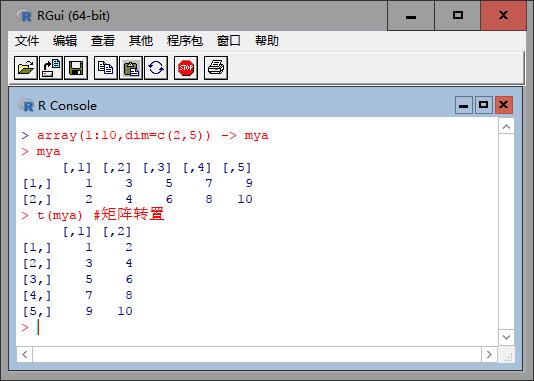 RGui (64-bit)
文件 编辑 查看 其他 程序包 窗口 帮助
STOP
R Console
> array(1:10,dim=c(2,5)) -> mya
> mya
     [,1] [,2] [,3] [,4] [,5]
[1,]    1    3    5    7    9
[2,]    2    4    6    8   10
> t(mya) #矩阵转置
     [,1] [,2]
[1,]    1    2
[2,]    3    4
[3,]    5    6
[4,]    7    8
[5,]    9   10
>